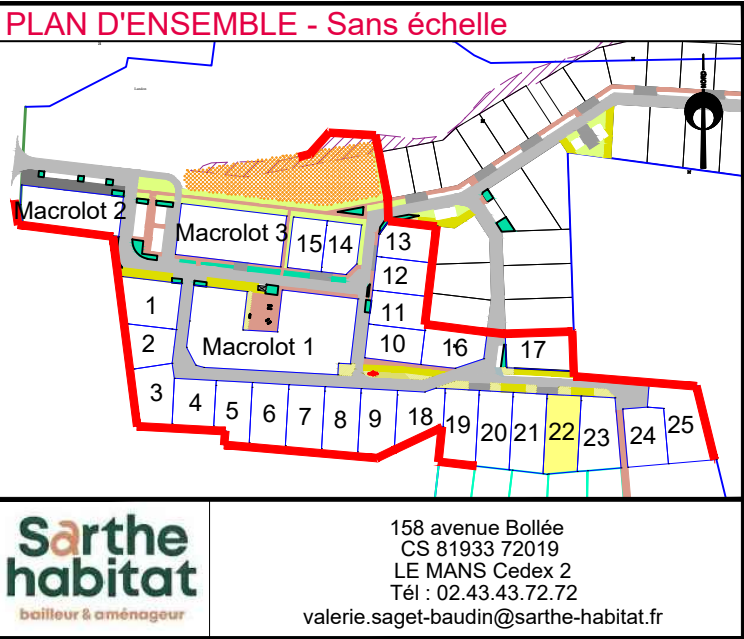 PLAN D'ENSEMBLE - Sans échelle
NORD
Macrolot 2
Macrolot 3
15
14
13
12
11
10
16
17
1
2
3
Macrolot 1
4
5
6
7
8
9
18
19
20
21
22
23
24
25
Sarthe
habitat
bailleur & aménageur
158 avenue Bollée
CS 81933 72019
LE MANS Cedex 2
Tél : 02.43.43.72.72
valerie.saget-baudin@sarthe-habitat.fr